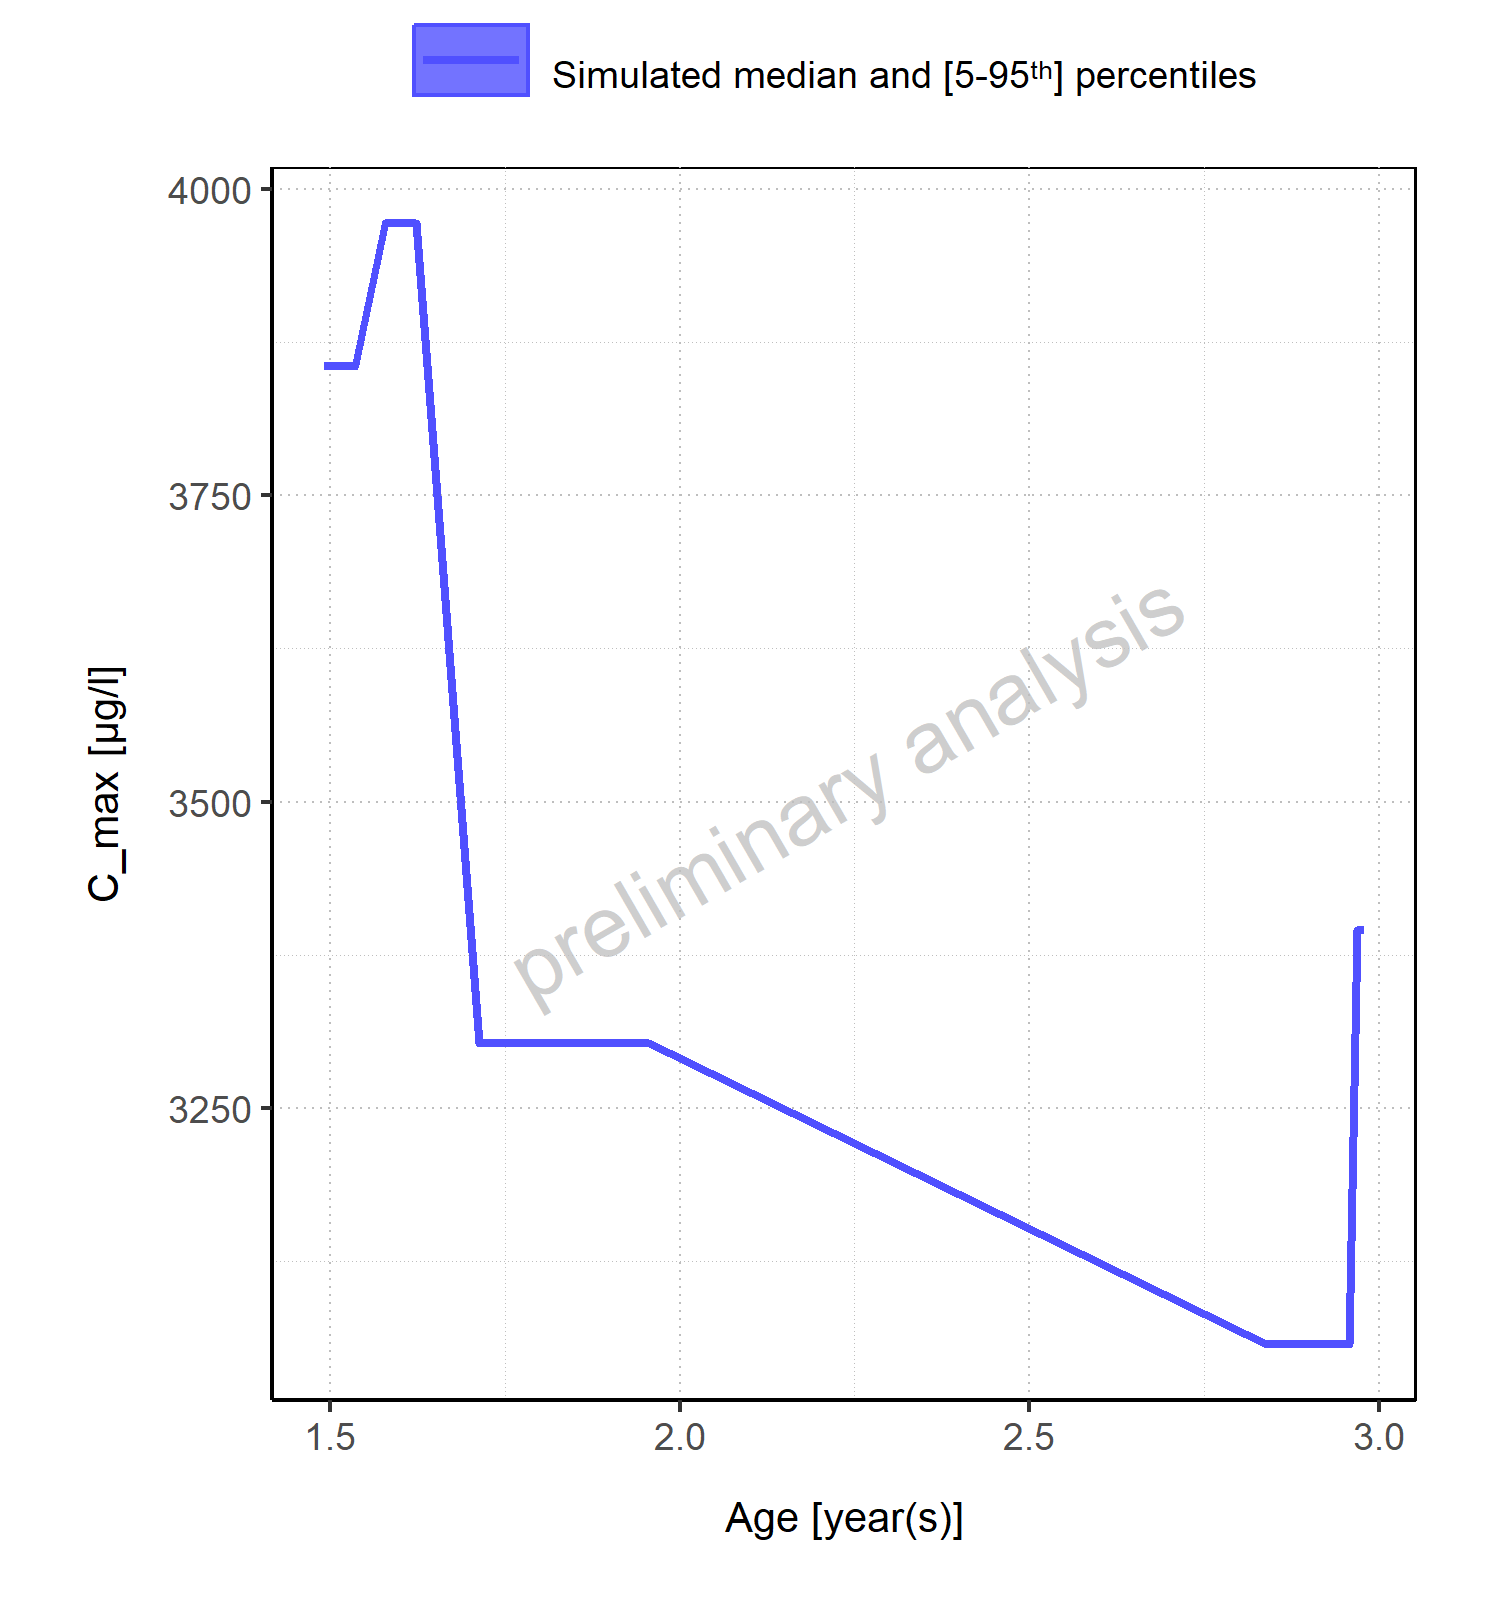 Simulated median and [5-95th] percentiles
4000
3750
3500
3250
C_max [µg/l]
preliminary analysis
1.5 2.0 2.5 3.0
Age [year(s)]